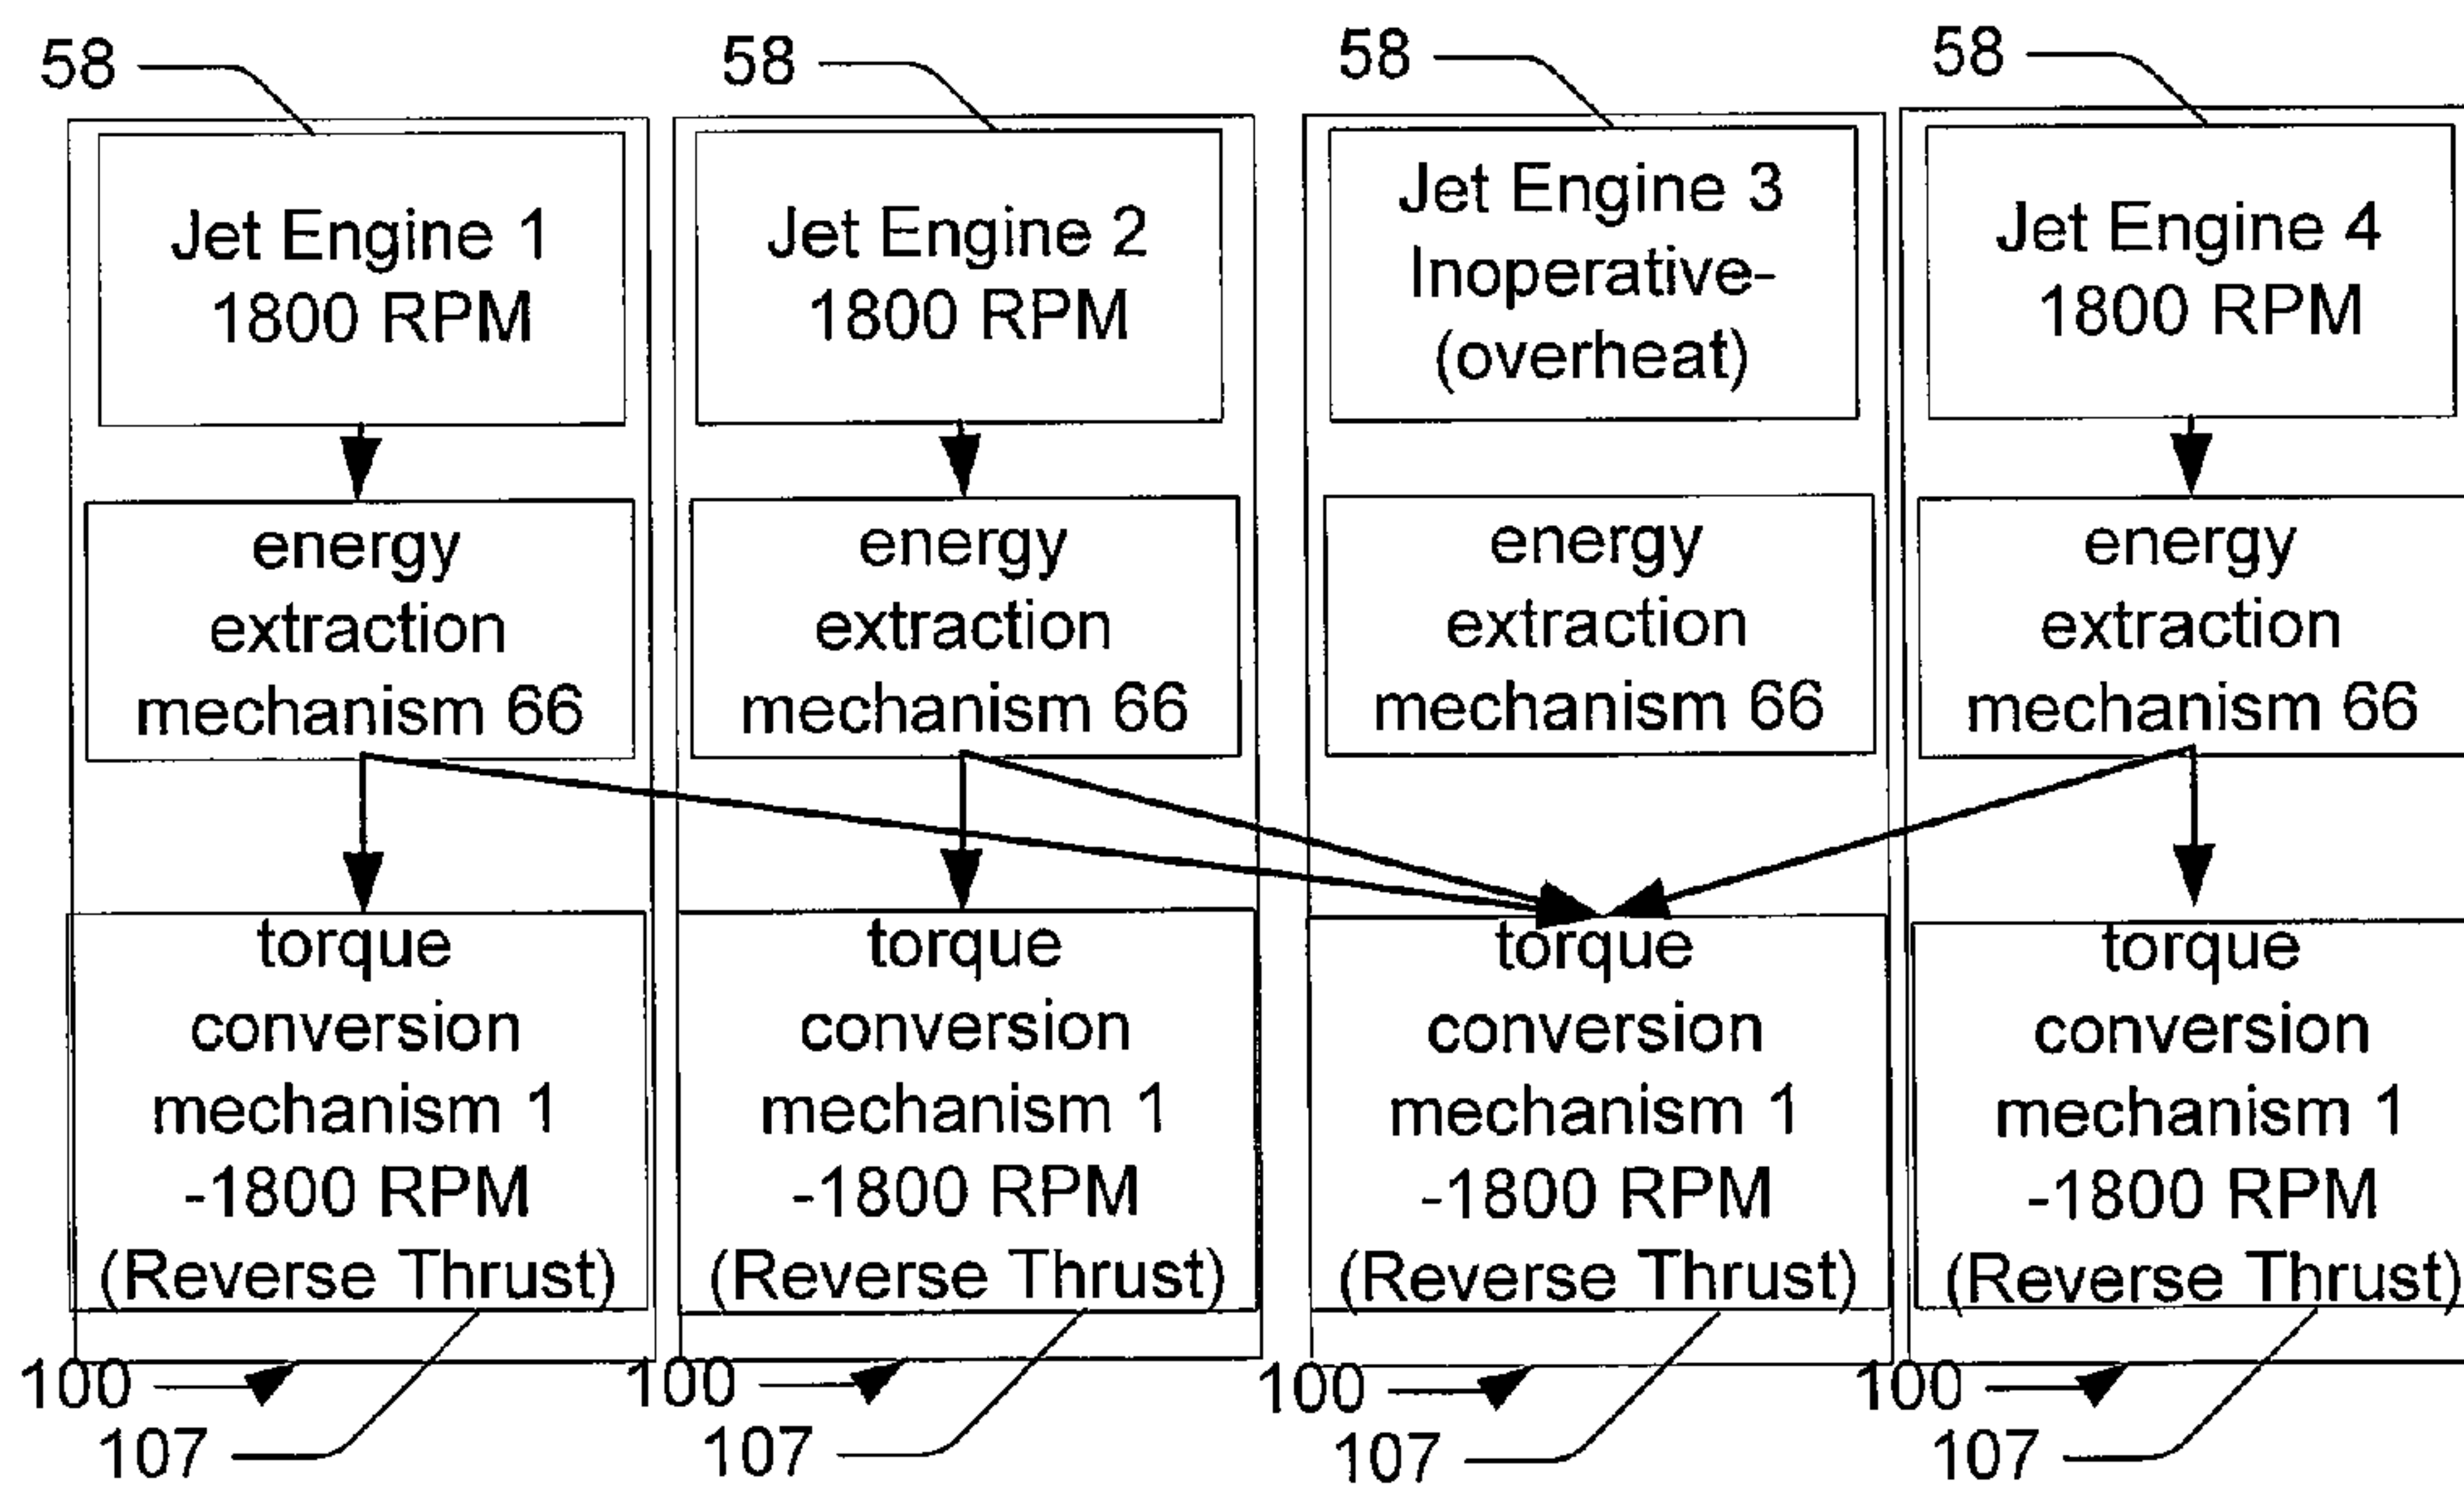 58
58
58
58
Jet Engine 1
1800 RPM
Jet Engine 2
1800 RPM
Jet Engine 3
Inoperative-
(overheat)
Jet Engine 4
1800 RPM
energy
extraction
mechanism 66
energy
extraction
mechanism 66
energy
extraction
mechanism 66
energy
extraction
mechanism 66
torque
conversion
mechanism 1
-1800 RPM
(Reverse Thrust)
torque
conversion
mechanism 1
-1800 RPM
(Reverse Thrust)
torque
conversion
mechanism 1
-1800 RPM
(Reverse Thrust)
torque
conversion
mechanism 1
-1800 RPM
(Reverse Thrust)
100
100
100
100
107
107
107
107